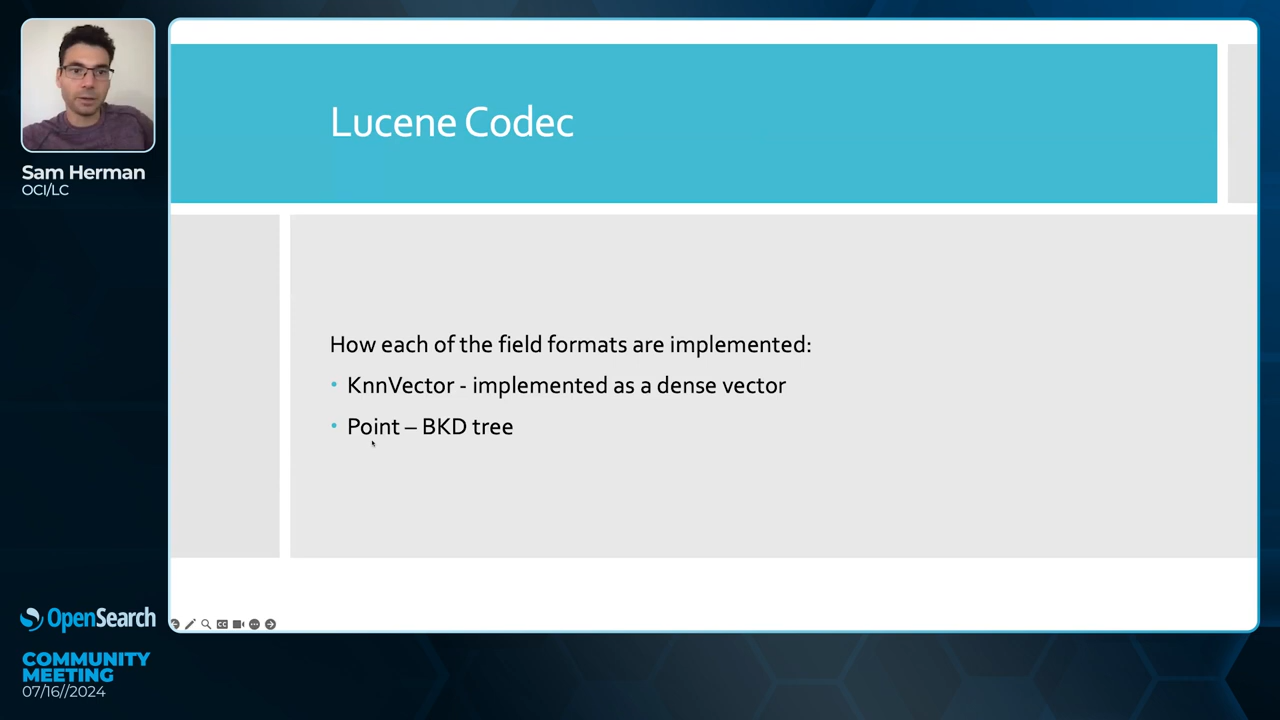 Sam Herman
OCI/LC
Lucene Codec
How each of the field formats are implemented:
• KnnVector - implemented as a dense vector
• Point – BKD tree
OpenSearch
COMMUNITY
MEETING
07/16//2024